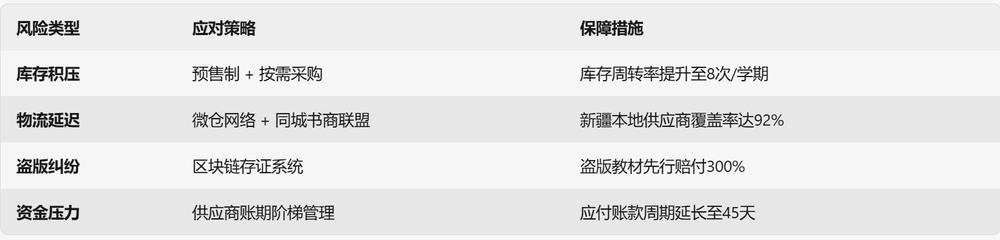 风险类型 应对策略 保障措施
库存积压 预售制 + 按需采购 库存周转率提升至8次/学期
物流延迟 微仓网络 + 同城书商联盟 新疆本地供应商覆盖率达92%
盗版纠纷 区块链存证系统 盗版教材先行赔付300%
资金压力 供应商账期阶梯管理 应付账款周期延长至45天